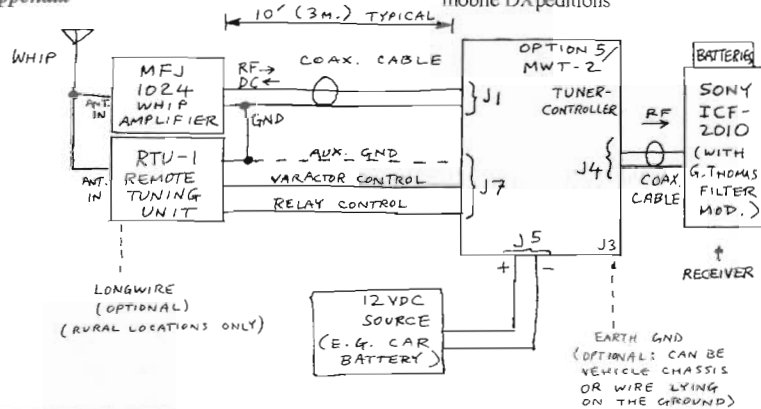 mobile DXpeditions
10' (3M.) TYPICAL
WHIP
MFJ
1024
WHIP
AMPLIFIER
ANT.
IN
RF→
DC←
COAX. CABLE
GND
OPTION 5/
MWT-2
TUNER-
CONTROLLER
J1
BATTERIES
SONY
ICF-
2010
(WITH
G. THOMAS
FILTER
MOD.)
RF
→
J4
COAX.
CABLE
RTU-1
REMOTE
TUNING
UNIT
ANT.
IN
AUX. GND
VARACTOR CONTROL
RELAY CONTROL
J7
J5
+ -
J3
RECEIVER
LONGWIRE
(OPTIONAL)
(RURAL LOCATIONS ONLY)
12 VDC
SOURCE
(E.G. CAR
BATTERY)
EARTH GND
(OPTIONAL: CAN BE
VEHICLE CHASSIS
OR WIRE LYING
ON THE GROUND)